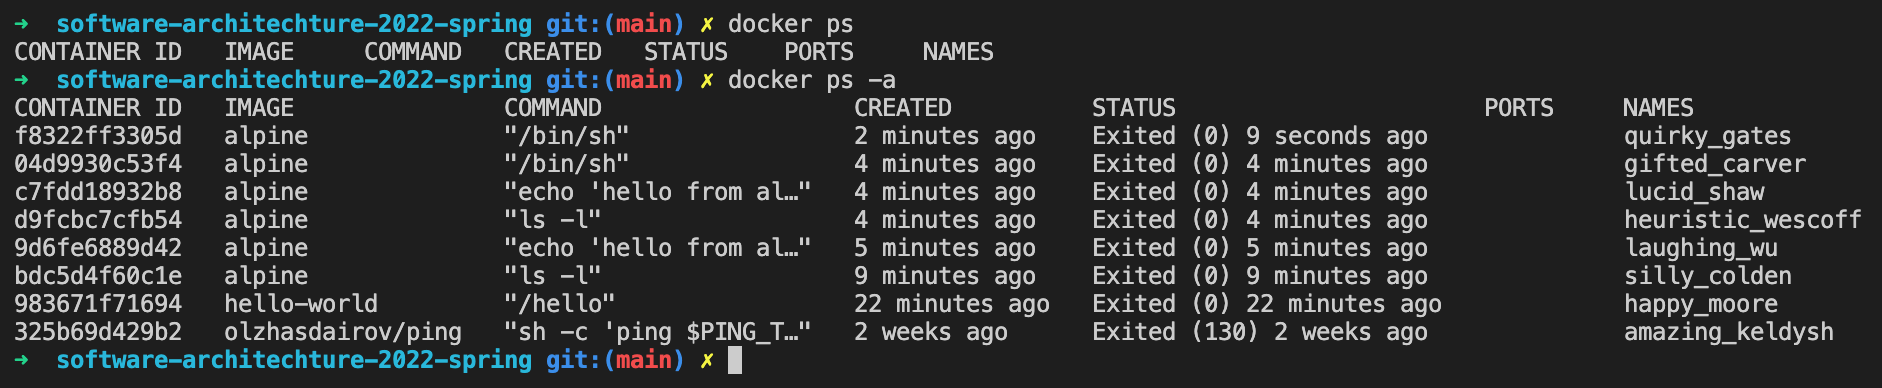 ➜  software-architechture-2022-spring git:(main) ✗ docker ps
CONTAINER ID   IMAGE     COMMAND   CREATED   STATUS    PORTS     NAMES
➜  software-architechture-2022-spring git:(main) ✗ docker ps -a
CONTAINER ID   IMAGE               COMMAND                  CREATED          STATUS                      PORTS     NAMES
f8322ff3305d   alpine              "/bin/sh"                2 minutes ago    Exited (0) 9 seconds ago              quirky_gates
04d9930c53f4   alpine              "/bin/sh"                4 minutes ago    Exited (0) 4 minutes ago              gifted_carver
c7fdd18932b8   alpine              "echo 'hello from al…"   4 minutes ago    Exited (0) 4 minutes ago              lucid_shaw
d9fcbc7cfb54   alpine              "ls -l"                  4 minutes ago    Exited (0) 4 minutes ago              heuristic_wescoff
9d6fe6889d42   alpine              "echo 'hello from al…"   5 minutes ago    Exited (0) 5 minutes ago              laughing_wu
bdc5d4f60c1e   alpine              "ls -l"                  9 minutes ago    Exited (0) 9 minutes ago              silly_colden
983671f71694   hello-world         "/hello"                 22 minutes ago   Exited (0) 22 minutes ago             happy_moore
325b69d429b2   olzhasdairov/ping   "sh -c 'ping $PING_T…"   2 weeks ago      Exited (130) 2 weeks ago              amazing_keldysh
➜  software-architechture-2022-spring git:(main) ✗